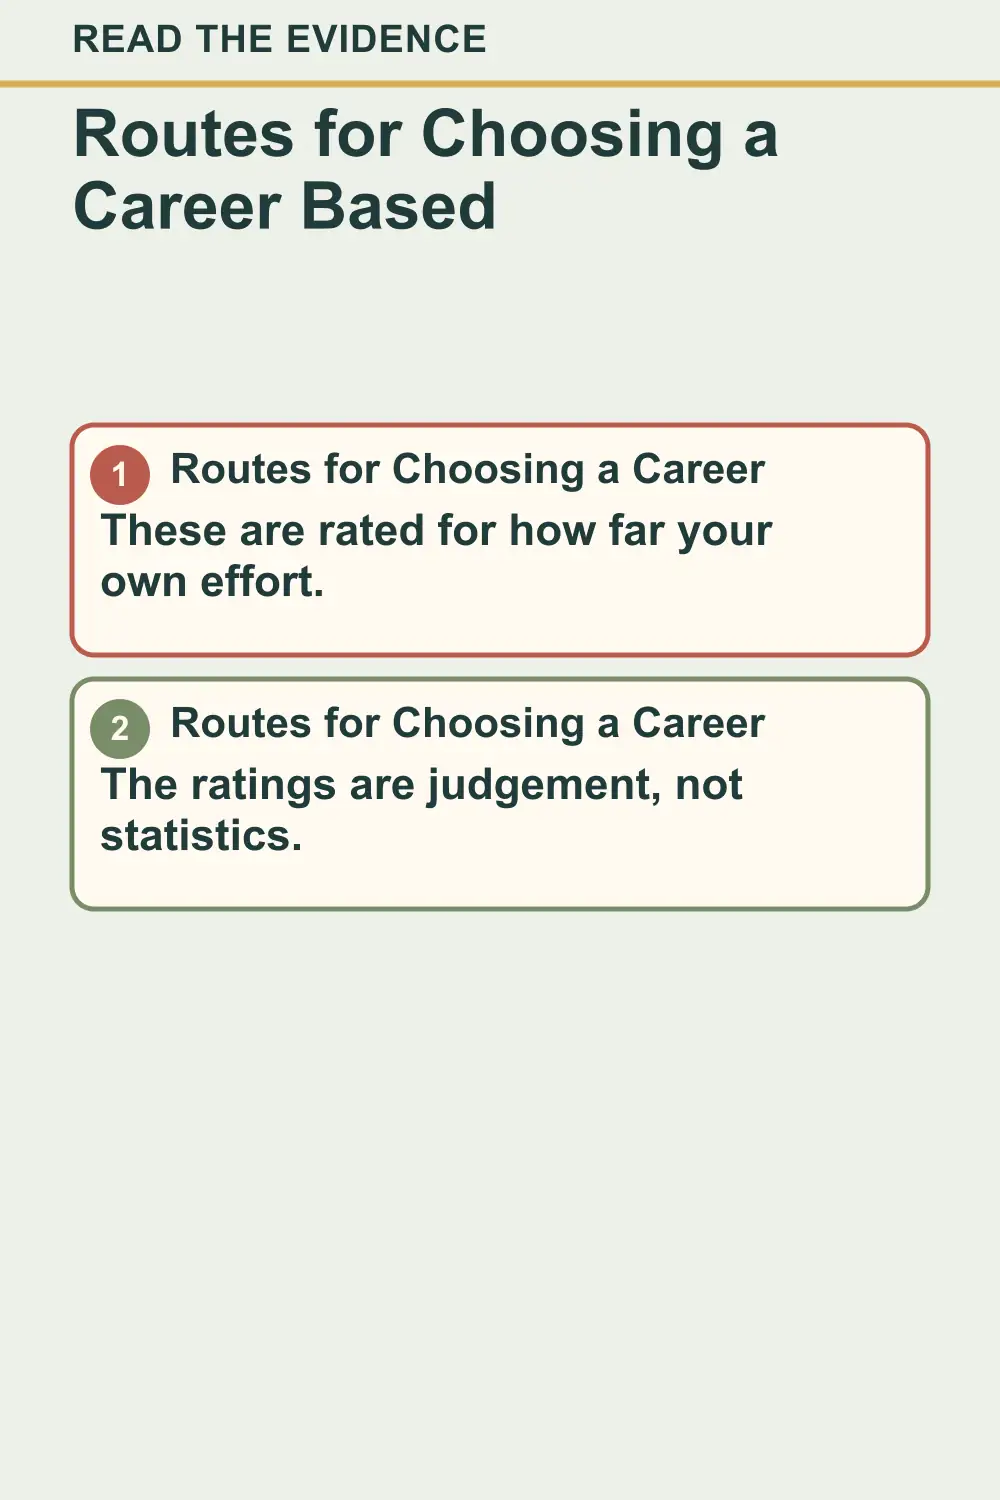 READ THE EVIDENCE
Routes for Choosing a
Career Based
1
Routes for Choosing a Career
These are rated for how far your
own effort.
2
Routes for Choosing a Career
The ratings are judgement, not
statistics.